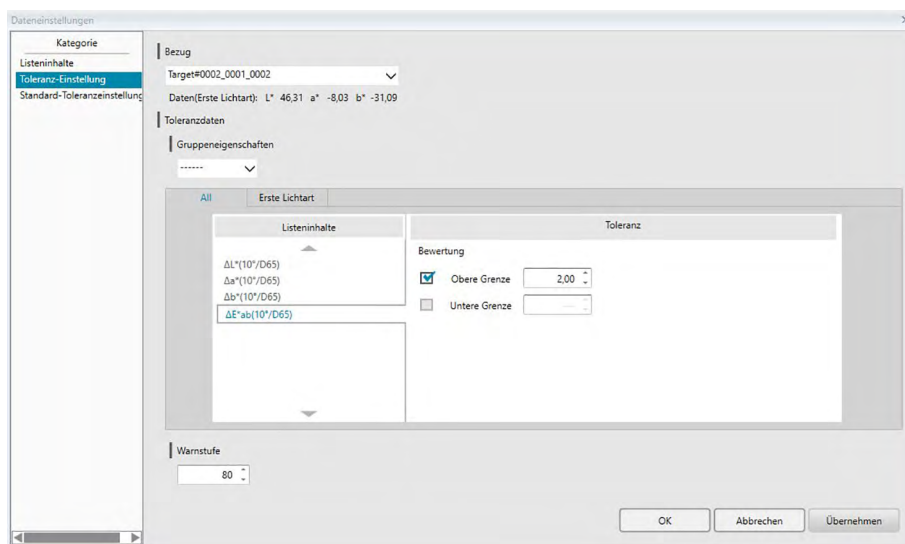 Dateneinstellungen
Kategorie
Listeninhalte
Toleranz-Einstellung
Standard-Toleranzeinstellung
Bezug
Target#0002_0001_0002
Daten(Erste Lichtart): L* 46,31 a* -8,03 b* -31,09
Toleranzdaten
Gruppeneigenschaften
------
All Erste Lichtart
Listeninhalte
ΔL*(10°/D65)
Δa*(10°/D65)
Δb*(10°/D65)
ΔE*ab(10°/D65)
Toleranz
Bewertung
Obere Grenze 2,00
Untere Grenze ---
Warnstufe
80
OK Abbrechen Übernehmen